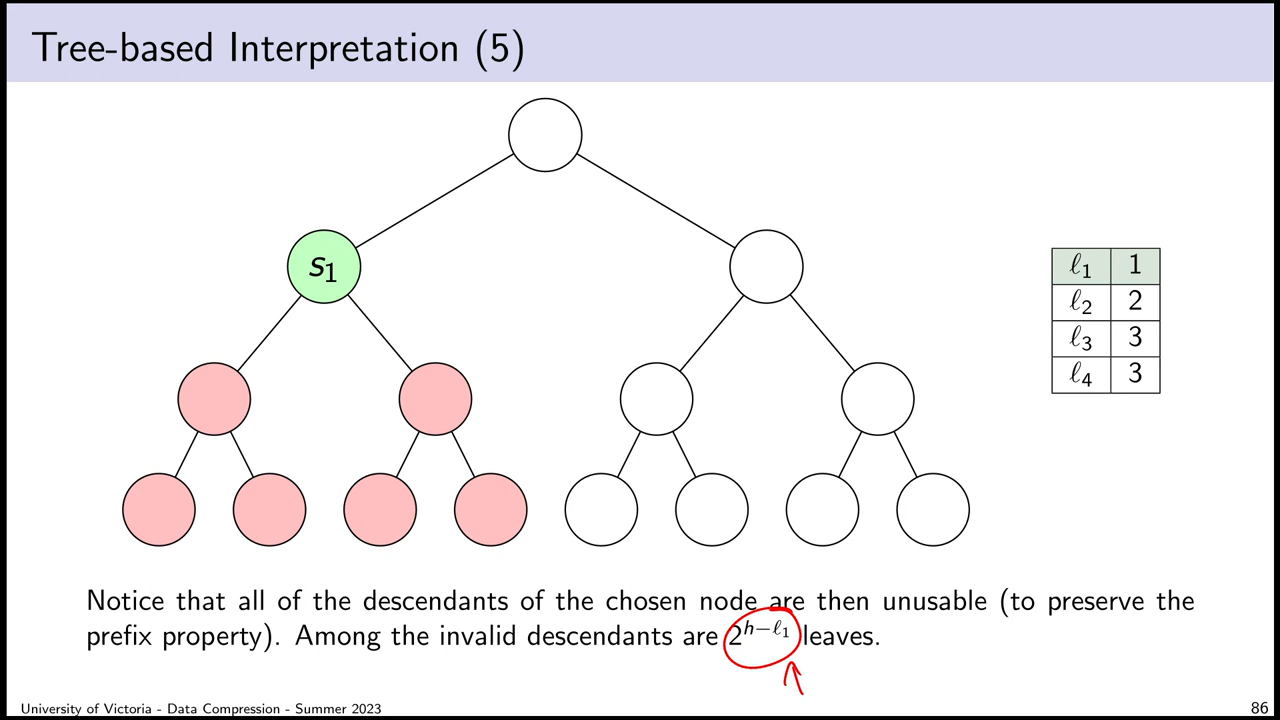 Tree-based Interpretation (5)
s₁
ℓ₁ 1
ℓ₂ 2
ℓ₃ 3
ℓ₄ 3
Notice that all of the descendants of the chosen node are then unusable (to preserve the
prefix property). Among the invalid descendants are 2^{h−ℓ₁} leaves.
University of Victoria - Data Compression - Summer 2023
86